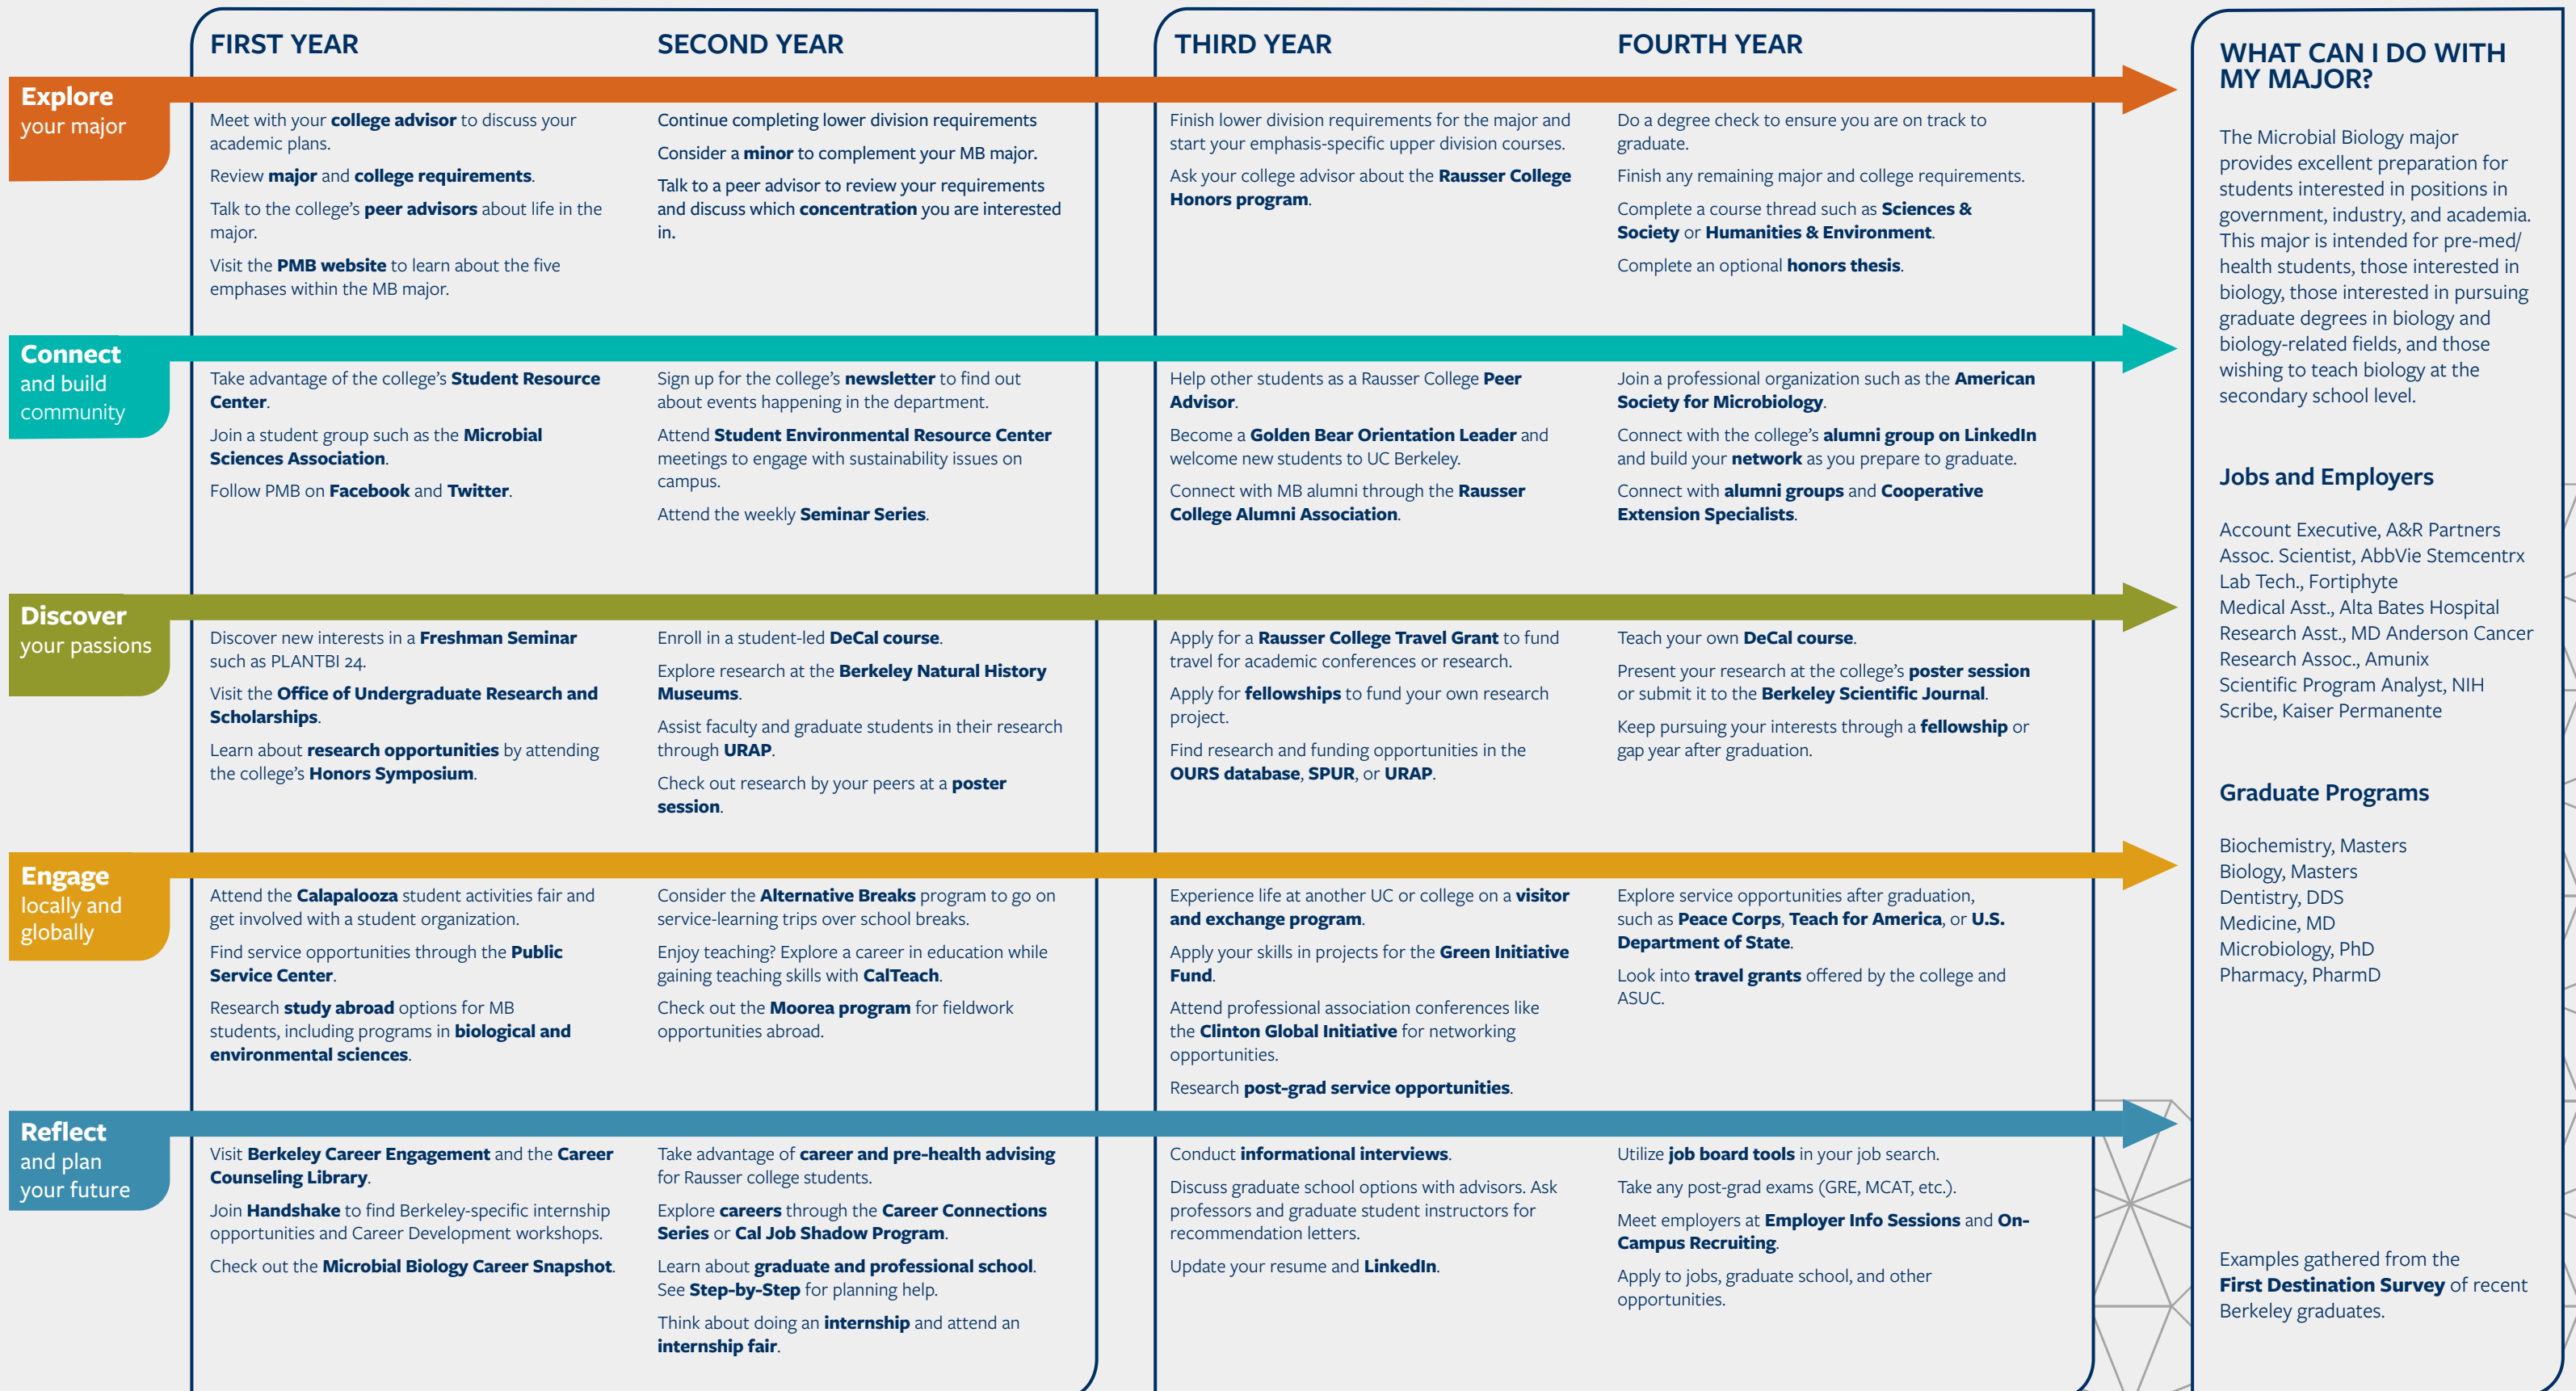 FIRST YEAR
SECOND YEAR
THIRD YEAR
FOURTH YEAR
Explore
your major
Meet with your college advisor to discuss your
academic plans.
Review major and college requirements.
Talk to the college's peer advisors about life in the
major.
Visit the PMB website to learn about the five
emphases within the MB major.
Continue completing lower division requirements
Consider a minor to complement your MB major.
Talk to a peer advisor to review your requirements
and discuss which concentration you are interested
in.
Finish lower division requirements for the major and
start your emphasis-specific upper division courses.
Ask your college advisor about the Rausser College
Honors program.
Do a degree check to ensure you are on track to
graduate.
Finish any remaining major and college requirements.
Complete a course thread such as Sciences &
Society or Humanities & Environment.
Complete an optional honors thesis.
Connect
and build
community
Take advantage of the college's Student Resource
Center.
Join a student group such as the Microbial
Sciences Association.
Follow PMB on Facebook and Twitter.
Sign up for the college's newsletter to find out
about events happening in the department.
Attend Student Environmental Resource Center
meetings to engage with sustainability issues on
campus.
Attend the weekly Seminar Series.
Help other students as a Rausser College Peer
Advisor.
Become a Golden Bear Orientation Leader and
welcome new students to UC Berkeley.
Connect with MB alumni through the Rausser
College Alumni Association.
Join a professional organization such as the American
Society for Microbiology.
Connect with the college's alumni group on LinkedIn
and build your network as you prepare to graduate.
Connect with alumni groups and Cooperative
Extension Specialists.
Discover
your passions
Discover new interests in a Freshman Seminar
such as PLANTBI 24.
Visit the Office of Undergraduate Research and
Scholarships.
Learn about research opportunities by attending
the college's Honors Symposium.
Enroll in a student-led DeCal course.
Explore research at the Berkeley Natural History
Museums.
Assist faculty and graduate students in their research
through URAP.
Check out research by your peers at a poster
session.
Apply for a Rausser College Travel Grant to fund
travel for academic conferences or research.
Apply for fellowships to fund your own research
project.
Find research and funding opportunities in the
OURS database, SPUR, or URAP.
Teach your own DeCal course.
Present your research at the college's poster session
or submit it to the Berkeley Scientific Journal.
Keep pursuing your interests through a fellowship or
gap year after graduation.
Engage
locally and
globally
Attend the Calapalooza student activities fair and
get involved with a student organization.
Find service opportunities through the Public
Service Center.
Research study abroad options for MB
students, including programs in biological and
environmental sciences.
Consider the Alternative Breaks program to go on
service-learning trips over school breaks.
Enjoy teaching? Explore a career in education while
gaining teaching skills with CalTeach.
Check out the Moorea program for fieldwork
opportunities abroad.
Experience life at another UC or college on a visitor
and exchange program.
Apply your skills in projects for the Green Initiative
Fund.
Attend professional association conferences like
the Clinton Global Initiative for networking
opportunities.
Research post-grad service opportunities.
Explore service opportunities after graduation,
such as Peace Corps, Teach for America, or U.S.
Department of State.
Look into travel grants offered by the college and
ASUC.
Reflect
and plan
your future
Visit Berkeley Career Engagement and the Career
Counseling Library.
Join Handshake to find Berkeley-specific internship
opportunities and Career Development workshops.
Check out the Microbial Biology Career Snapshot.
Take advantage of career and pre-health advising
for Rausser college students.
Explore careers through the Career Connections
Series or Cal Job Shadow Program.
Learn about graduate and professional school.
See Step-by-Step for planning help.
Think about doing an internship and attend an
internship fair.
Conduct informational interviews.
Discuss graduate school options with advisors. Ask
professors and graduate student instructors for
recommendation letters.
Update your resume and LinkedIn.
Utilize job board tools in your job search.
Take any post-grad exams (GRE, MCAT, etc.).
Meet employers at Employer Info Sessions and On-
Campus Recruiting.
Apply to jobs, graduate school, and other
opportunities.
WHAT CAN I DO WITH
MY MAJOR?
The Microbial Biology major
provides excellent preparation for
students interested in positions in
government, industry, and academia.
This major is intended for pre-med/
health students, those interested in
biology, those interested in pursuing
graduate degrees in biology and
biology-related fields, and those
wishing to teach biology at the
secondary school level.
Jobs and Employers
Account Executive, A&R Partners
Assoc. Scientist, AbbVie Stemcentrx
Lab Tech., Fortiphyte
Medical Asst., Alta Bates Hospital
Research Asst., MD Anderson Cancer
Research Assoc., Amunix
Scientific Program Analyst, NIH
Scribe, Kaiser Permanente
Graduate Programs
Biochemistry, Masters
Biology, Masters
Dentistry, DDS
Medicine, MD
Microbiology, PhD
Pharmacy, PharmD
Examples gathered from the
First Destination Survey of recent
Berkeley graduates.